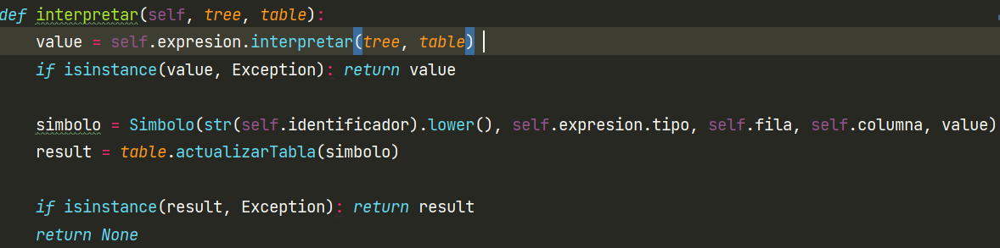 def interpretar(self, tree, table):
    value = self.expresion.interpretar(tree, table)
    if isinstance(value, Exception): return value
    simbolo = Simbolo(str(self.identificador).lower(), self.expresion.tipo, self.fila, self.columna, value)
    result = table.actualizarTabla(simbolo)
    if isinstance(result, Exception): return result
    return None